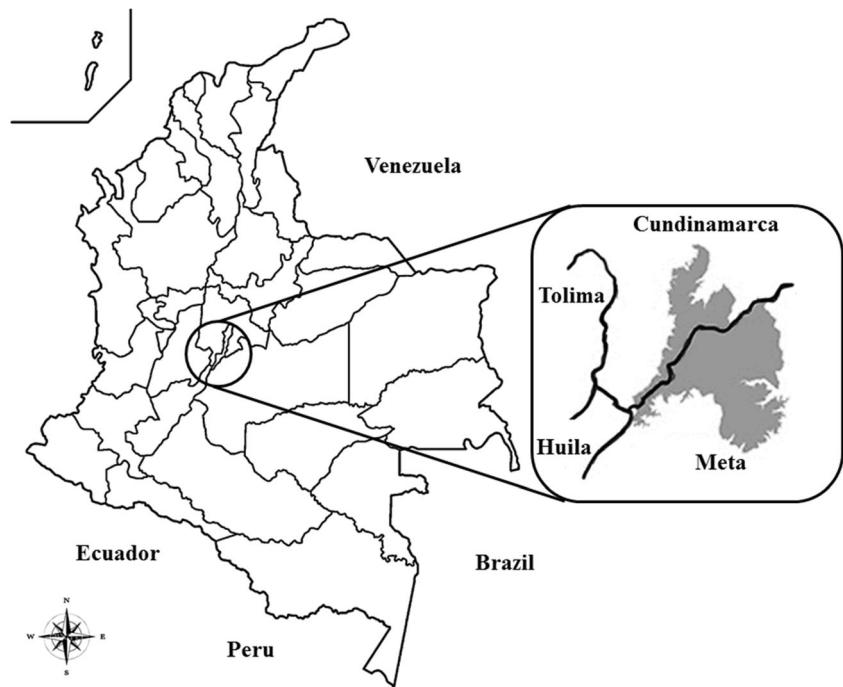 Venezuela
Cundinamarca
Tolima
Huila
Meta
Ecuador
Brazil
Peru
N
W
E
S